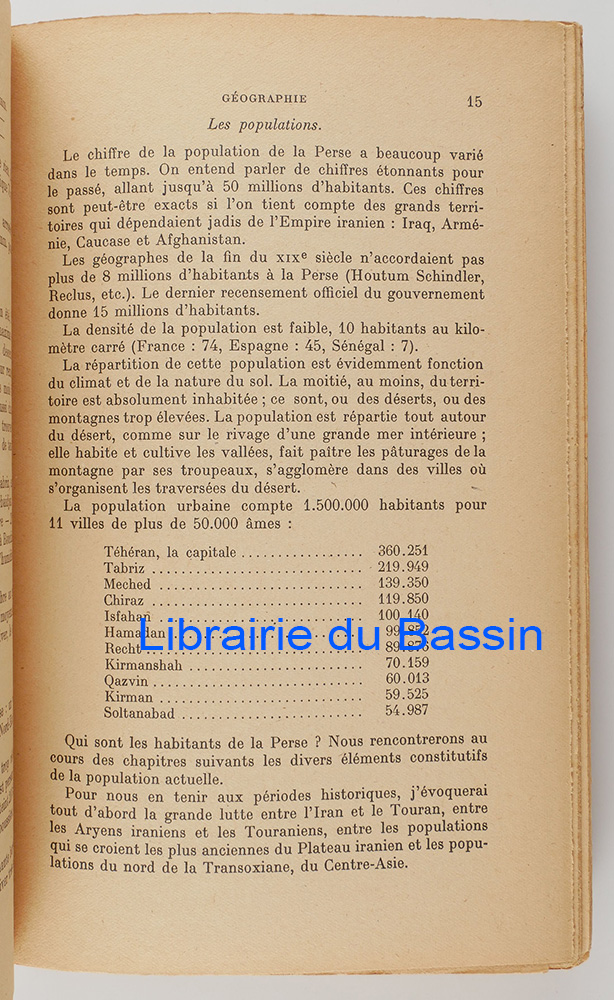 GÉOGRAPHIE 15
Les populations.
Le chiffre de la population de la Perse a beaucoup varié
dans le temps. On entend parler de chiffres étonnants pour
le passé, allant jusqu'à 50 millions d'habitants. Ces chiffres
sont peut-être exacts si l'on tient compte des grands terri-
toires qui dépendaient jadis de l'Empire iranien : Iraq, Armé-
nie, Caucase et Afghanistan.
Les géographes de la fin du XIXe siècle n'accordaient pas
plus de 8 millions d'habitants à la Perse (Houtum Schindler,
Reclus, etc.). Le dernier recensement officiel du gouvernement
donne 15 millions d'habitants.
La densité de la population est faible, 10 habitants au kilo-
mètre carré (France : 74, Espagne : 45, Sénégal : 7).
La répartition de cette population est évidemment fonction
du climat et de la nature du sol. La moitié, au moins, du terri-
toire est absolument inhabitée ; ce sont, ou des déserts, ou des
montagnes trop élevées. La population est répartie tout autour
du désert, comme sur le rivage d'une grande mer intérieure ;
elle habite et cultive les vallées, fait paître les pâturages de la
montagne par ses troupeaux, s'agglomère dans des villes où
s'organisent les traversées du désert.
La population urbaine compte 1.500.000 habitants pour
11 villes de plus de 50.000 âmes :
Téhéran, la capitale ................ 360.251
Tabriz ............................ 219.949
Meched .......................... 139.350
Chiraz ........................... 119.850
Isfahan .......................... 100.140
Hamadan
Librairie du Bassin
Recht
Kirmanshah ...................... 70.159
Qazvin ........................... 60.013
Kirman .......................... 59.525
Soltanabad ........................ 54.987
Qui sont les habitants de la Perse ? Nous rencontrerons au
cours des chapitres suivants les divers éléments constitutifs
de la population actuelle.
Pour nous en tenir aux périodes historiques, j'évoquerai
tout d'abord la grande lutte entre l'Iran et le Touran, entre
les Aryens iraniens et les Touraniens, entre les populations
qui se croient les plus anciennes du Plateau iranien et les popu-
lations du nord de la Transoxiane, du Centre-Asie.